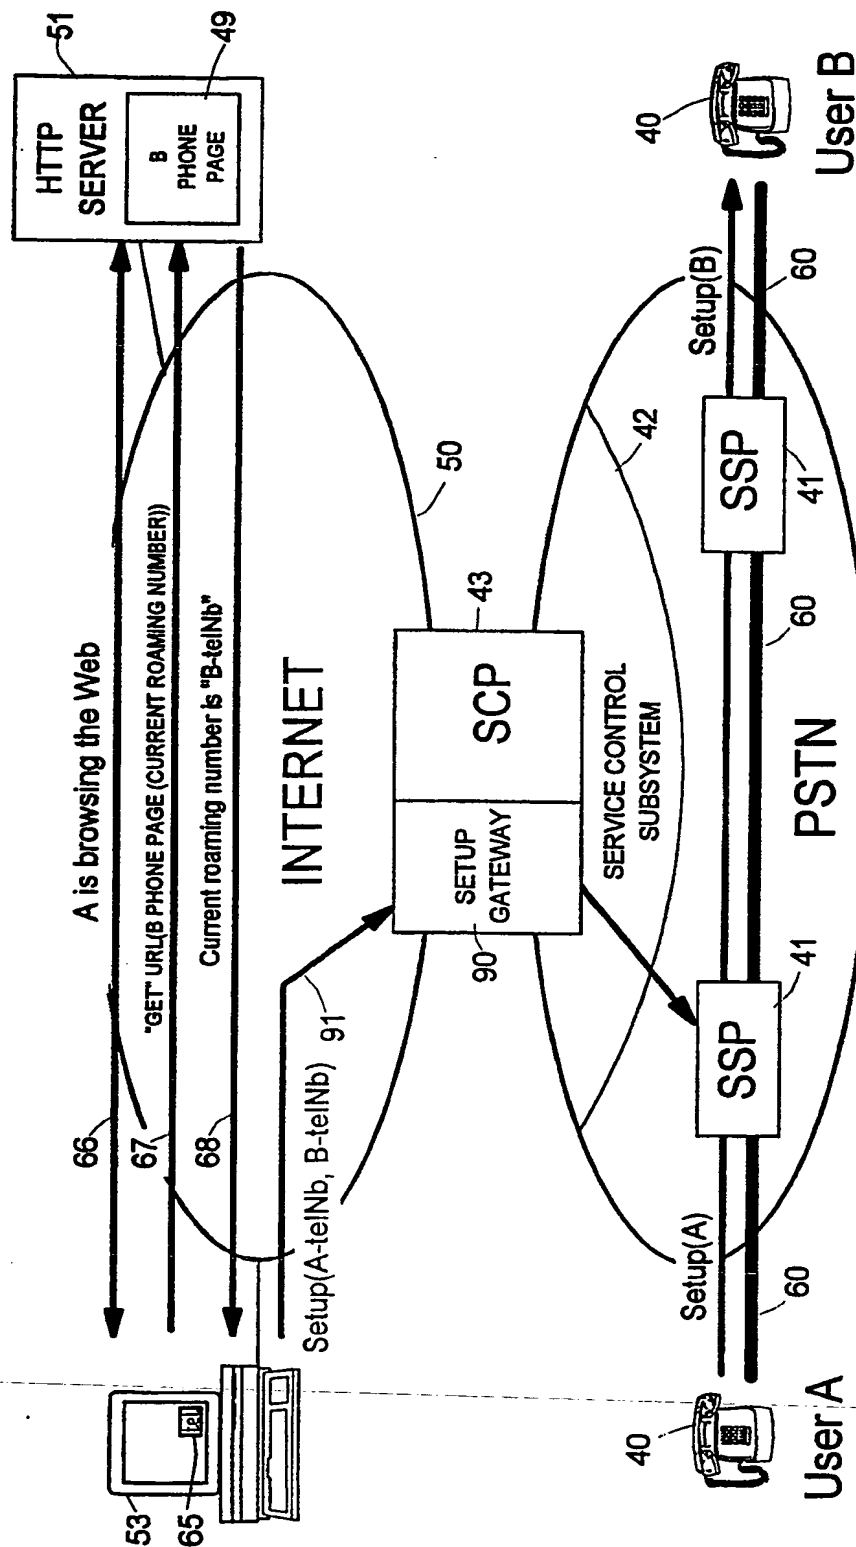 51
49
HTTP
SERVER
B
PHONE
PAGE
A is browsing the Web
66
"GET" URL(B PHONE PAGE (CURRENT ROAMING NUMBER))
67
Current roaming number is "B-telNb"
68
53
65
tel
INTERNET
50
Setup(A-telNb, B-telNb)
91
SETUP
GATEWAY
90
SCP
43
SERVICE CONTROL
SUBSYSTEM
42
Setup(A)
SSP
41
SSP
41
Setup(B)
60
60
60
PSTN
40
User A
40
User B